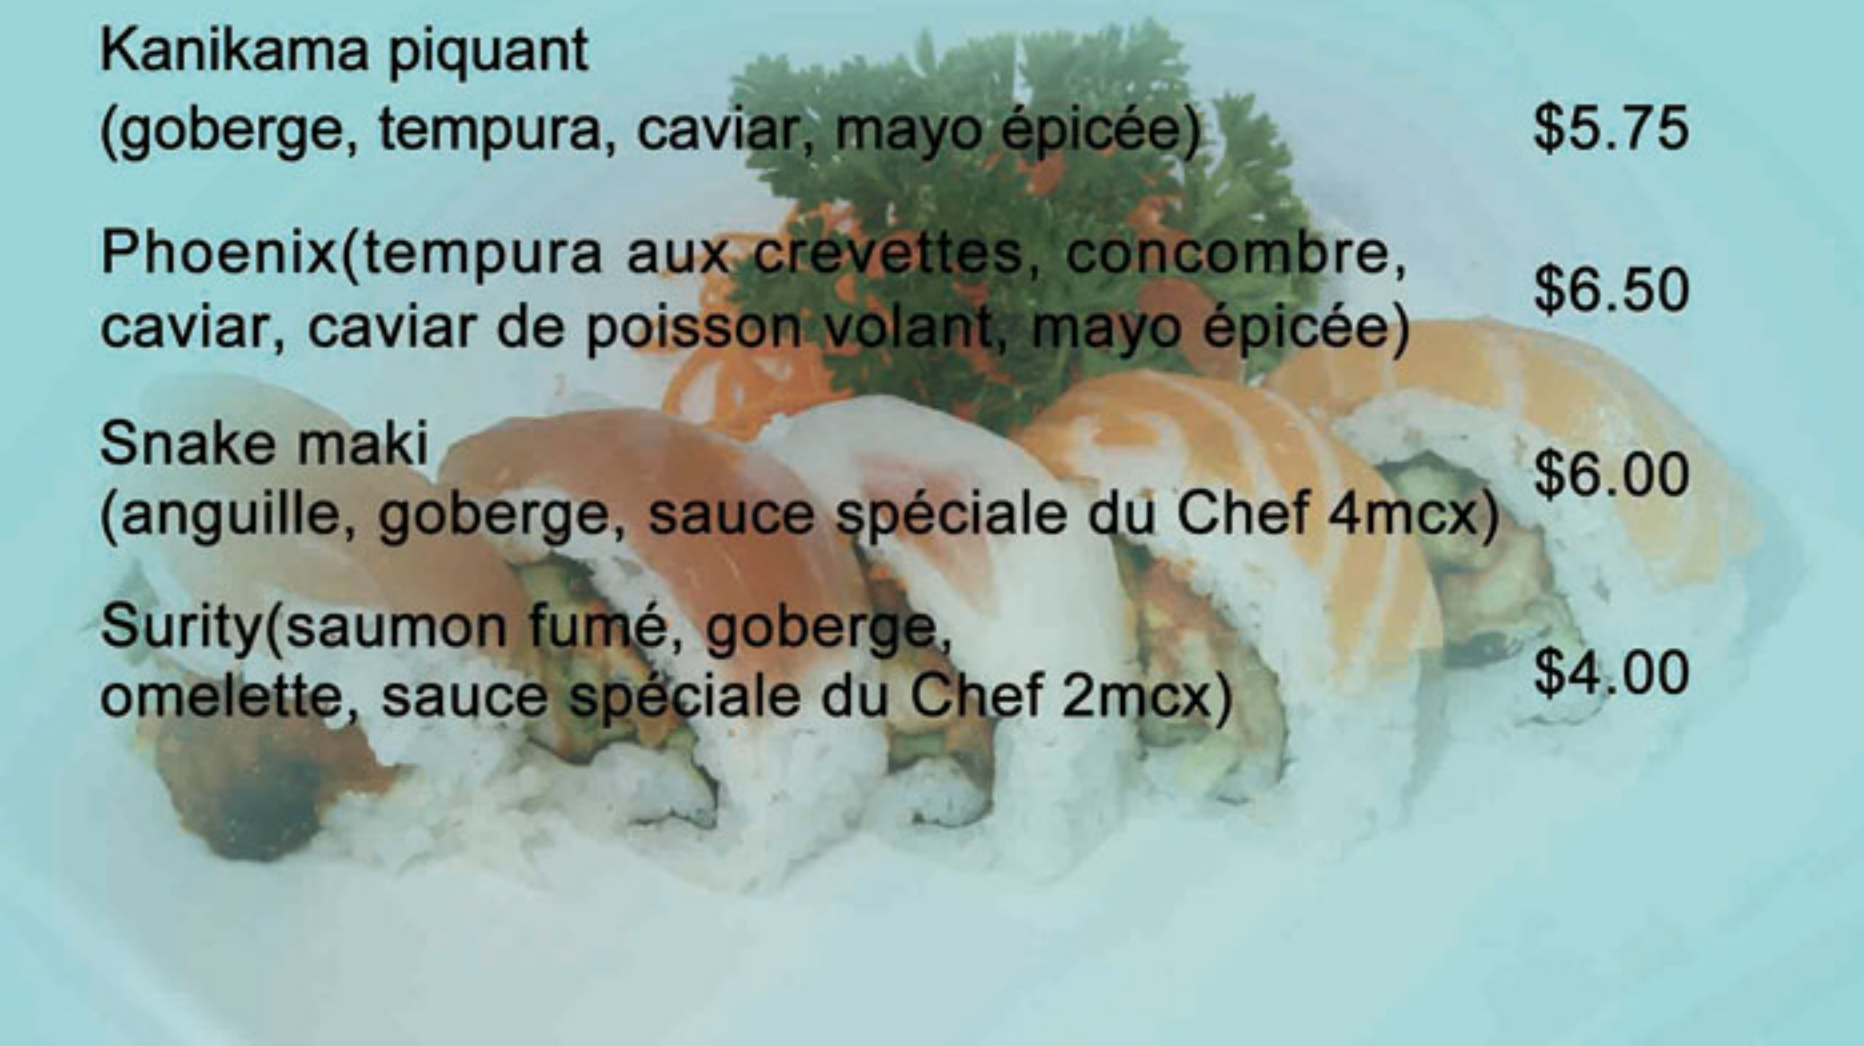 Kanikama piquant
(goberge, tempura, caviar, mayo épicée) $5.75
Phoenix(tempura aux crevettes, concombre,
caviar, caviar de poisson volant, mayo épicée) $6.50
Snake maki
(anguille, goberge, sauce spéciale du Chef 4mcx) $6.00
Surity(saumon fumé, goberge,
omelette, sauce spéciale du Chef 2mcx) $4.00